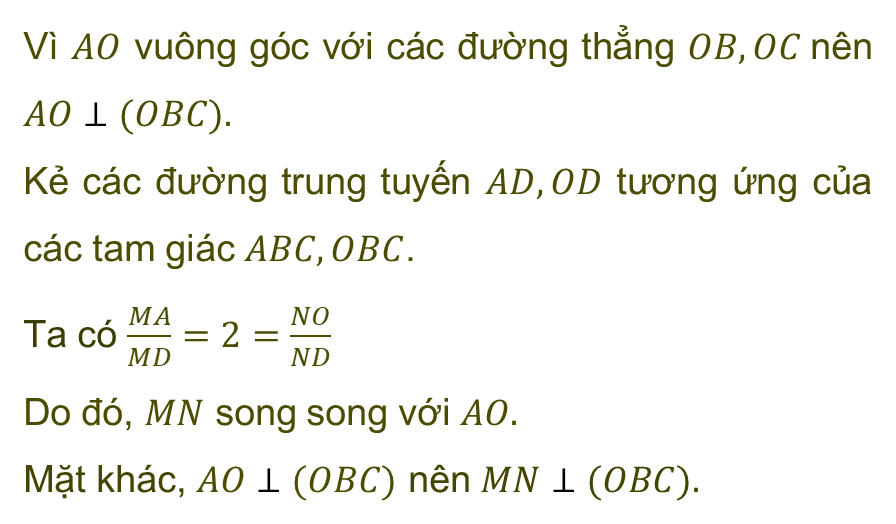 Vì AO vuông góc với các đường thẳng OB, OC nên
AO ⊥ (OBC).
Kẻ các đường trung tuyến AD, OD tương ứng của
các tam giác ABC, OBC.
Ta có MA/MD = 2 = NO/ND
Do đó, MN song song với AO.
Mặt khác, AO ⊥ (OBC) nên MN ⊥ (OBC).